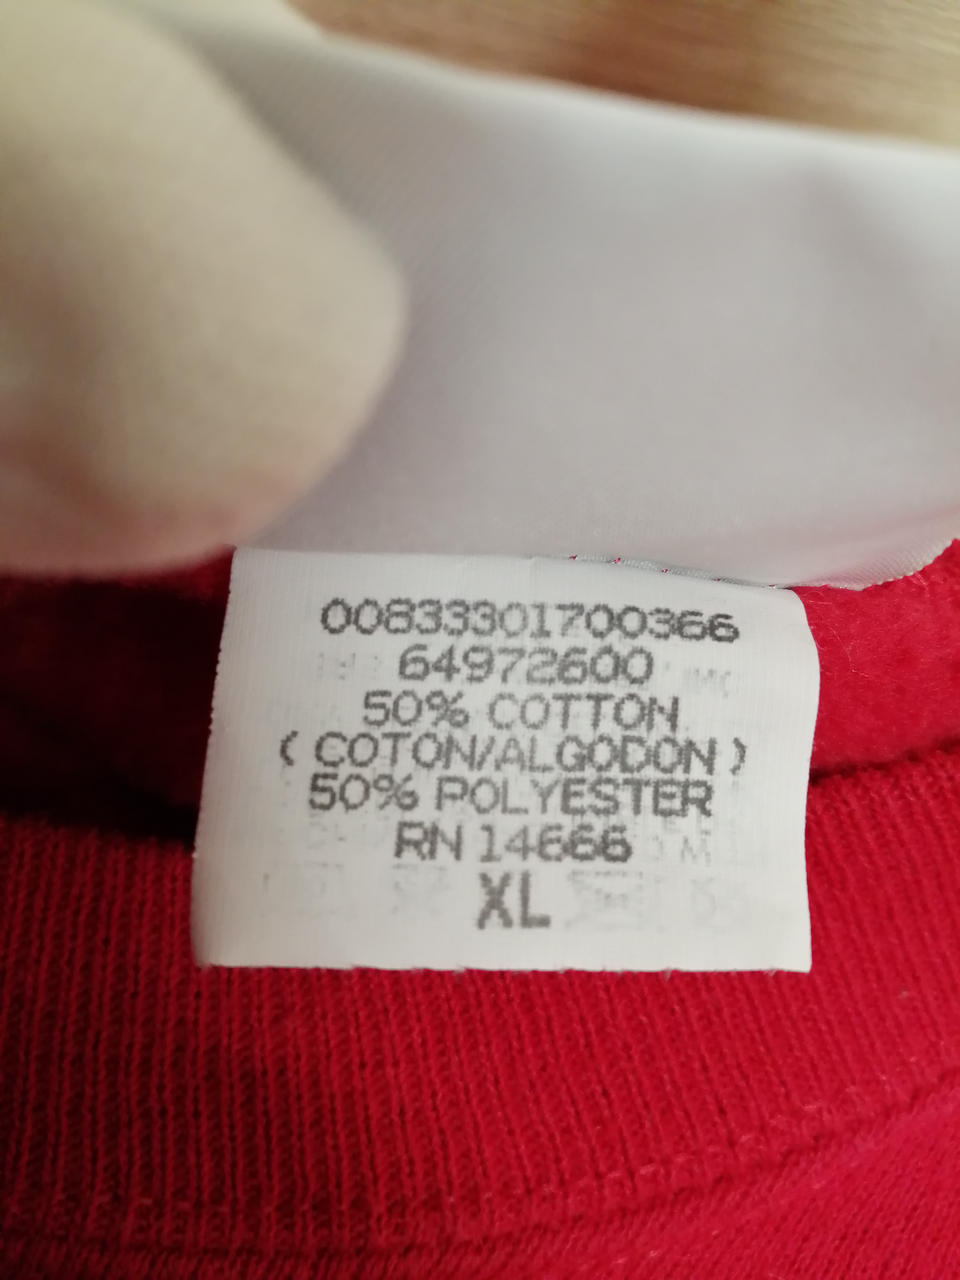 00833301700366
64972600
50% COTTON
( COTON/ALGODON )
50% POLYESTER
RN 14666
XL